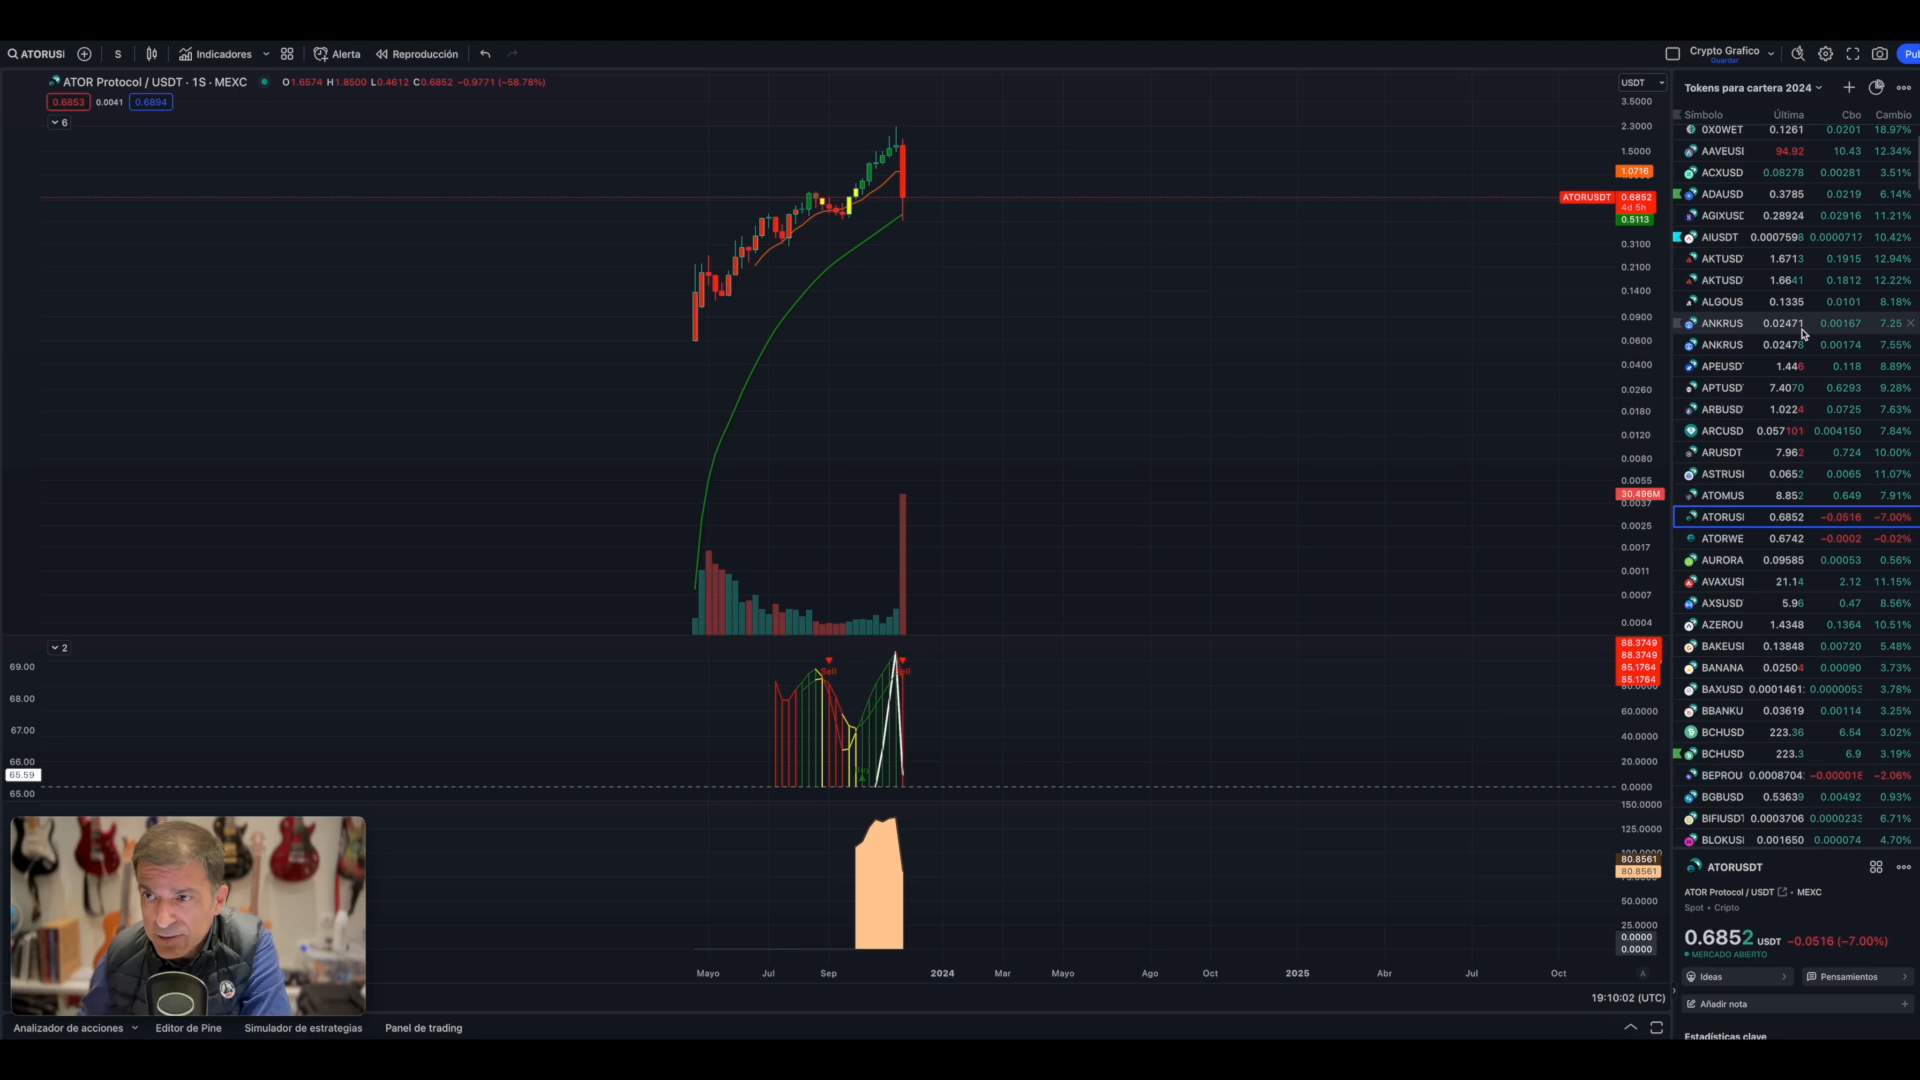 ATORUSI S Indicadores Alerta Reproducción Crypto Grafico Guardar Pu
ATOR Protocol / USDT · 1S · MEXC O1.6574 H1.8500 L0.4612 C0.6852 −0.9771 (−58.78%)
0.6853 0.0041 0.6894
6
USDT
3.5000
2.3000
1.5000
1.0716
ATORUSDT 0.6852
4d 5h
0.5113
0.3100
0.2100
0.1400
0.0900
0.0600
0.0400
0.0260
0.0180
0.0120
0.0080
0.0055
30.496M
0.0037
0.0025
0.0017
0.0011
0.0007
0.0004
2
Sell
88.3749
88.3749
85.1764
85.1764
60.0000
40.0000
20.0000
0.0000
69.00
68.00
67.00
66.00
65.59
65.00
150.0000
125.0000
80.8561
80.8561
50.0000
25.0000
0.0000
0.0000
Mayo Jul Sep 2024 Mar Mayo Ago Oct 2025 Abr Jul Oct A
19:10:02 (UTC)
Analizador de acciones Editor de Pine Simulador de estrategias Panel de trading
Tokens para cartera 2024
Símbolo Última Cbo Cambio
0X0WET 0.1261 0.0201 18.97%
AAVEUSI 94.92 10.43 12.34%
ACXUSD 0.08278 0.00281 3.51%
ADAUSD 0.3785 0.0219 6.14%
AGIXUSD 0.28924 0.02916 11.21%
AIUSDT 0.0007598 0.0000717 10.42%
AKTUSD 1.6713 0.1915 12.94%
AKTUSD 1.6641 0.1812 12.22%
ALGOUS 0.1335 0.0101 8.18%
ANKRUS 0.02471 0.00167 7.25
ANKRUS 0.02478 0.00174 7.55%
APEUSD 1.446 0.118 8.89%
APTUSD 7.4070 0.6293 9.28%
ARBUSD 1.0224 0.0725 7.63%
ARCUSD 0.057101 0.004150 7.84%
ARUSDT 7.962 0.724 10.00%
ASTRUSI 0.0652 0.0065 11.07%
ATOMUS 8.852 0.649 7.91%
ATORUSI 0.6852 −0.0516 −7.00%
ATORWE 0.6742 −0.0002 −0.02%
AURORA 0.09585 0.00053 0.56%
AVAXUSI 21.14 2.12 11.15%
AXSUSD 5.96 0.47 8.56%
AZEROU 1.4348 0.1364 10.51%
BAKEUSI 0.13848 0.00720 5.48%
BANANA 0.02504 0.00090 3.73%
BAXUSD 0.0001461 0.0000053 3.78%
BBANKU 0.03619 0.00114 3.25%
BCHUSD 223.36 6.54 3.02%
BCHUSD 223.3 6.9 3.19%
BEPROU 0.0008704 −0.000018 −2.06%
BGBUSD 0.53639 0.00492 0.93%
BIFIUSDT 0.0003706 0.0000233 6.71%
BLOKUSI 0.001650 0.000074 4.70%
ATORUSDT
ATOR Protocol / USDT • MEXC
Spot • Cripto
0.6852 USDT −0.0516 (−7.00%)
MERCADO ABIERTO
Ideas Pensamientos
Añadir nota
Estadísticas clave